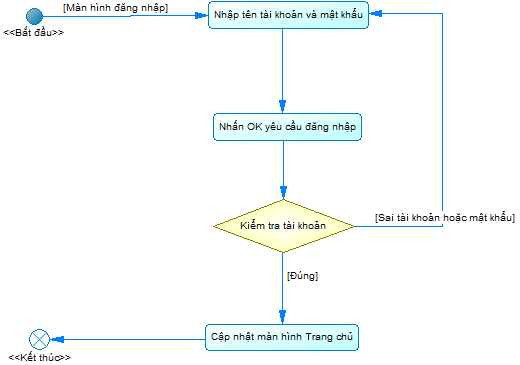 [Màn hình đăng nhập]
Nhập tên tài khoản và mật khẩu
<<Bắt đầu>>
Nhấn OK yêu cầu đăng nhập
[Sai tài khoản hoặc mật khẩu]
Kiểm tra tài khoản
[Đúng]
Cập nhật màn hình Trang chủ
<<Kết thúc>>